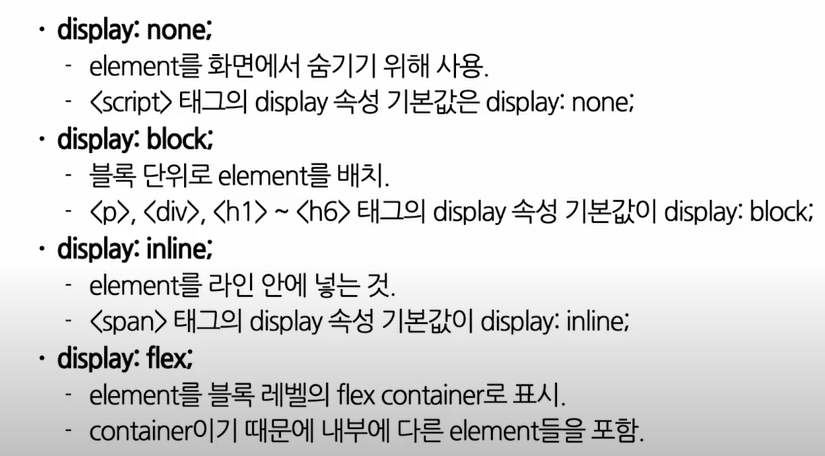 · display: none;
- element를 화면에서 숨기기 위해 사용.
- <script> 태그의 display 속성 기본값은 display: none;
· display: block;
- 블록 단위로 element를 배치.
- <p>, <div>, <h1> ~ <h6> 태그의 display 속성 기본값이 display: block;
· display: inline;
- element를 라인 안에 넣는 것.
- <span> 태그의 display 속성 기본값이 display: inline;
· display: flex;
- element를 블록 레벨의 flex container로 표시.
- container이기 때문에 내부에 다른 element들을 포함.